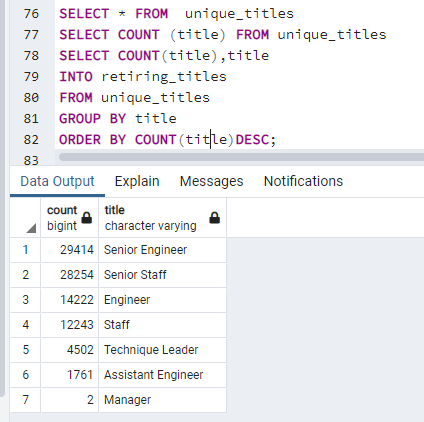 76 SELECT * FROM  unique_titles
77 SELECT COUNT (title) FROM unique_titles
78 SELECT COUNT(title),title
79 INTO retiring_titles
80 FROM unique_titles
81 GROUP BY title
82 ORDER BY COUNT(title)DESC;
83
Data Output Explain Messages Notifications
count title
bigint character varying
1 29414 Senior Engineer
2 28254 Senior Staff
3 14222 Engineer
4 12243 Staff
5 4502 Technique Leader
6 1761 Assistant Engineer
7 2 Manager